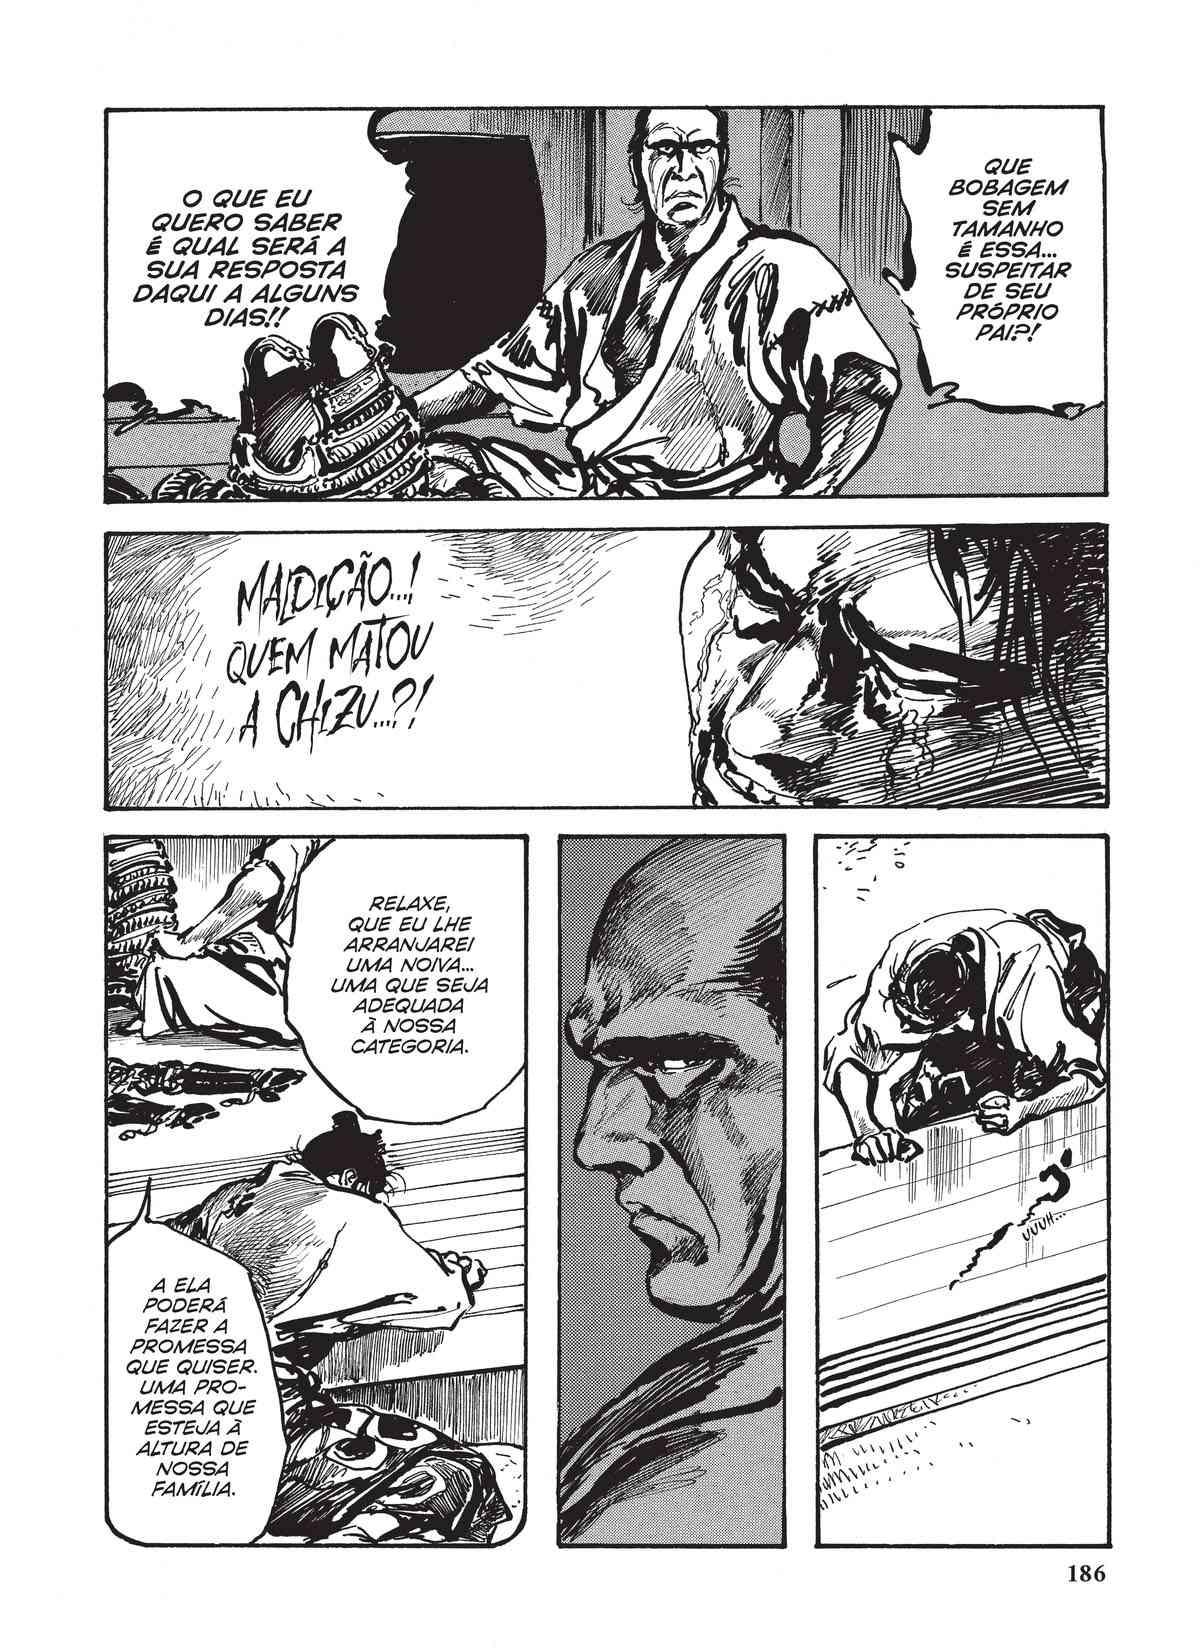 QUE
BOBAGEM
SEM
TAMANHO
É ESSA...
SUSPEITAR
DE SEU
PRÓPRIO
PAI?!
O QUE EU
QUERO SABER
É QUAL SERÁ A
SUA RESPOSTA
DAQUI A ALGUNS
DIAS!!
MALDIÇÃO...!
QUEM MATOU
A CHIZU...?!
UUUH...
RELAXE,
QUE EU LHE
ARRANJAREI
UMA NOIVA...
UMA QUE SEJA
ADEQUADA
À NOSSA
CATEGORIA.
A ELA
PODERÁ
FAZER A
PROMESSA
QUE QUISER.
UMA PRO-
MESSA QUE
ESTEJA À
ALTURA DE
NOSSA
FAMÍLIA.
186